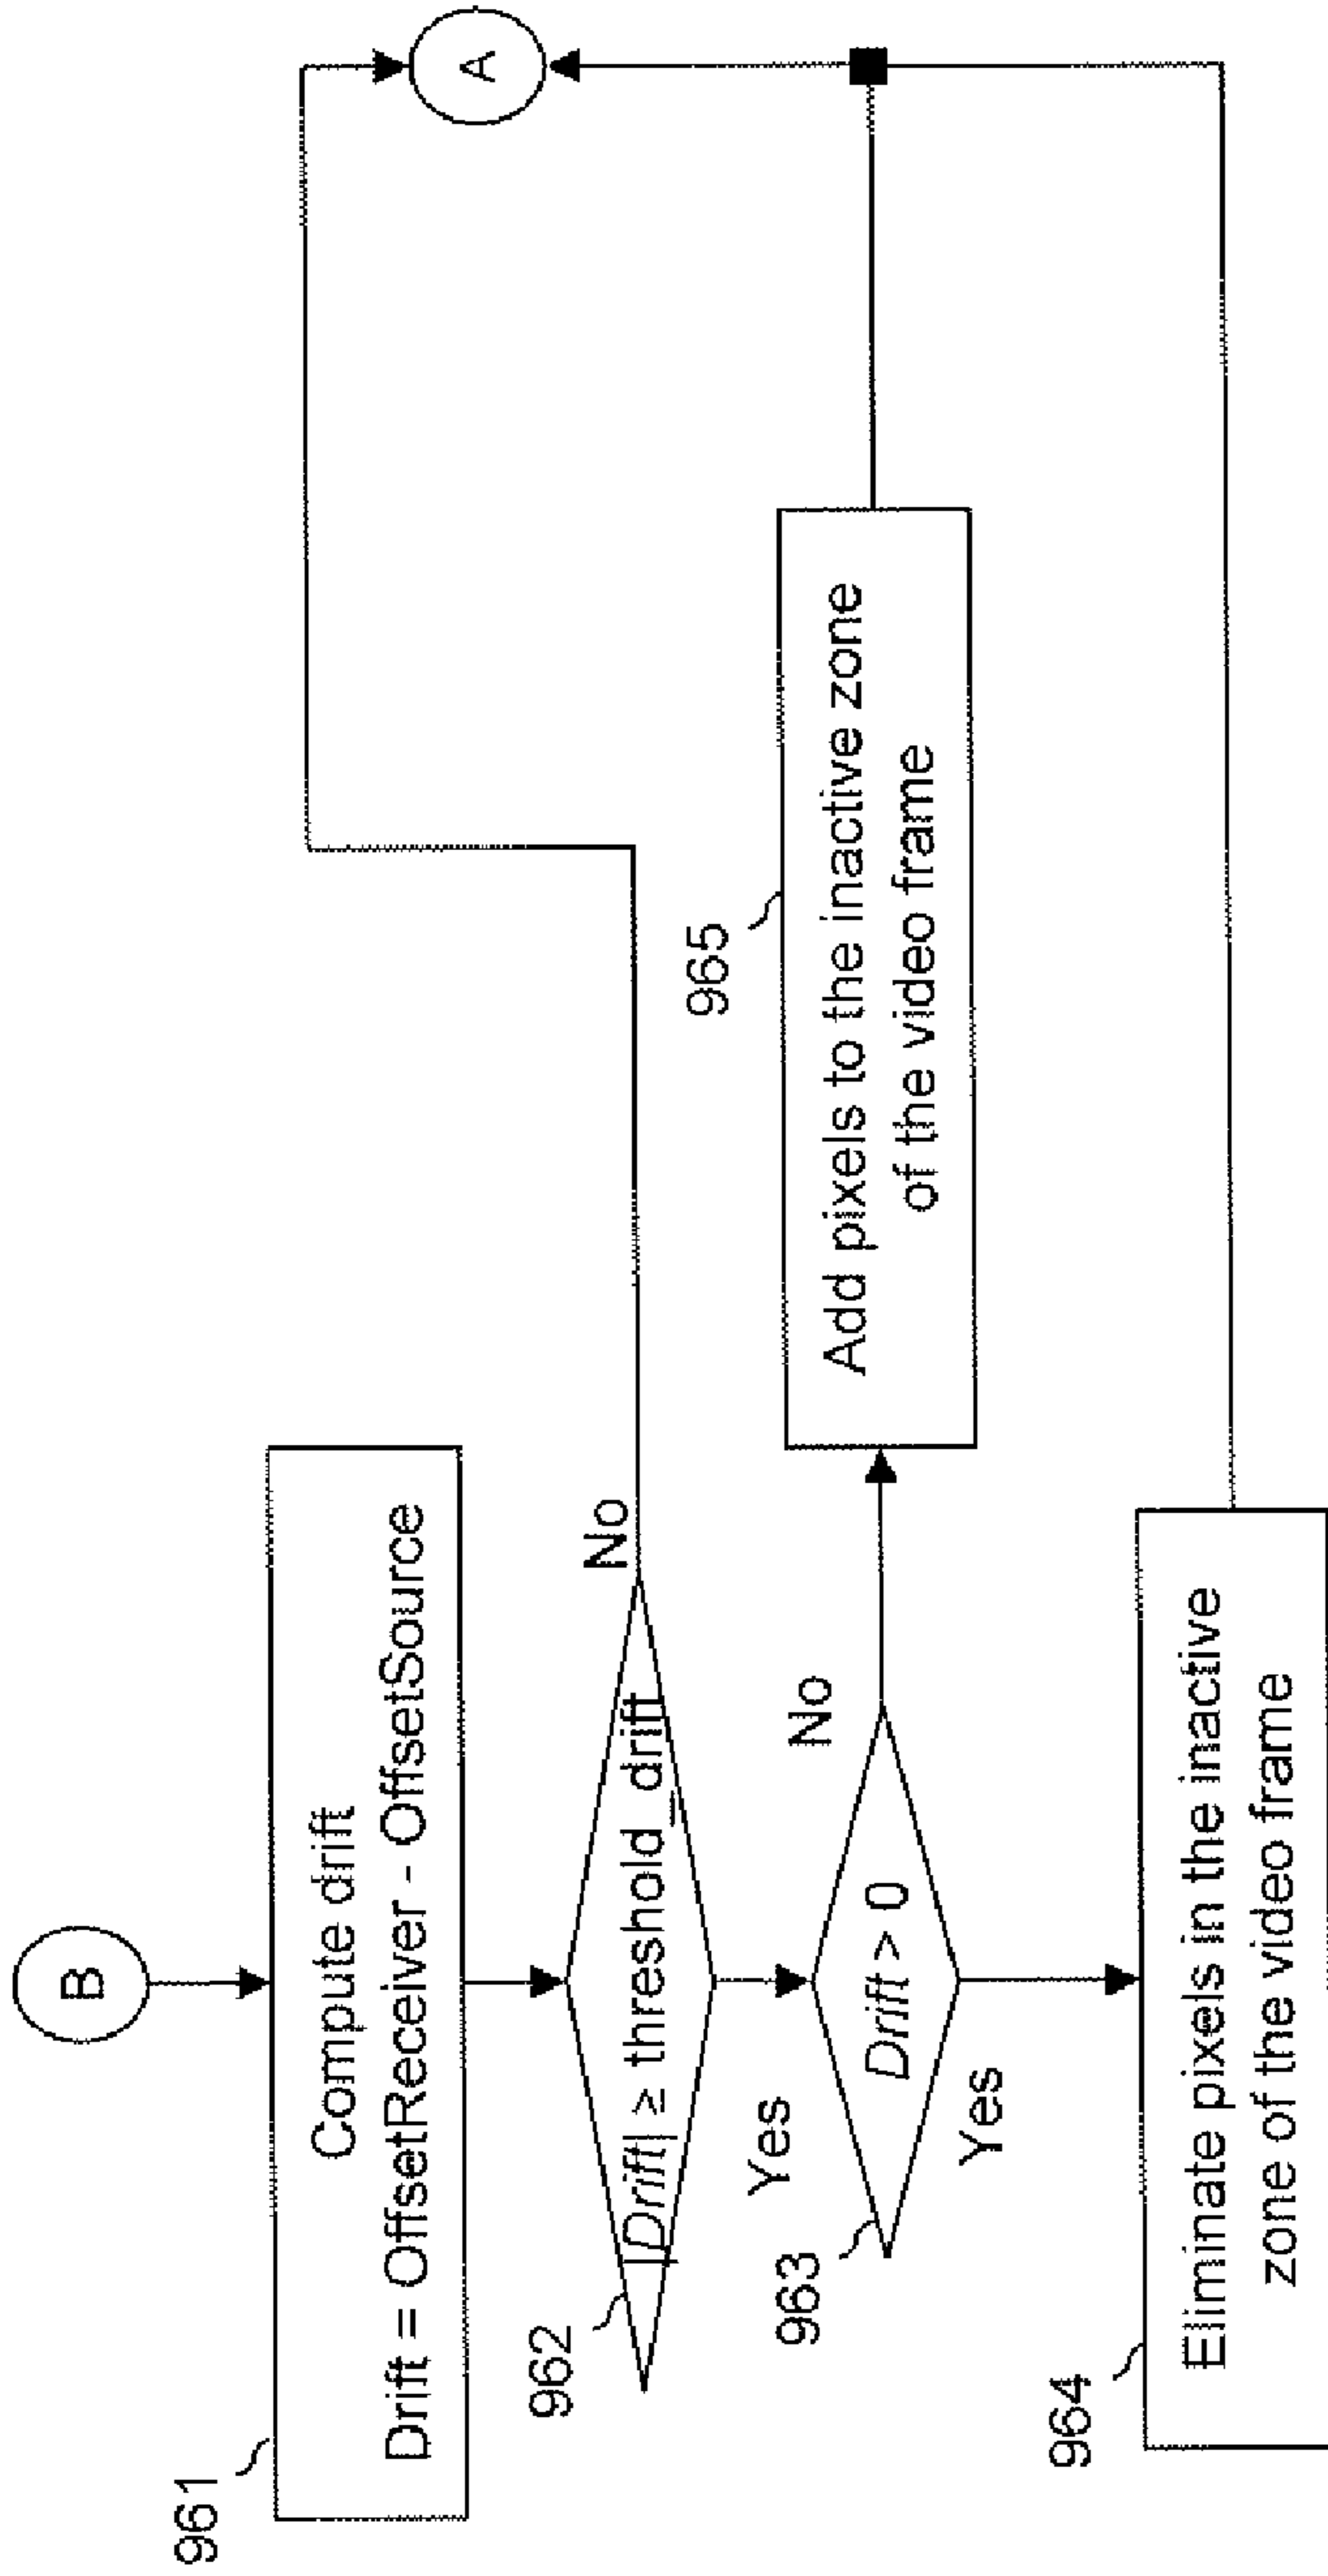 B
A
961
Compute drift
Drift = OffsetReceiver - OffsetSource
962
|Drift| ≥ threshold_drift
No
Yes
963
Drift > 0
No
Yes
965
Add pixels to the inactive zone
of the video frame
964
Eliminate pixels in the inactive
zone of the video frame